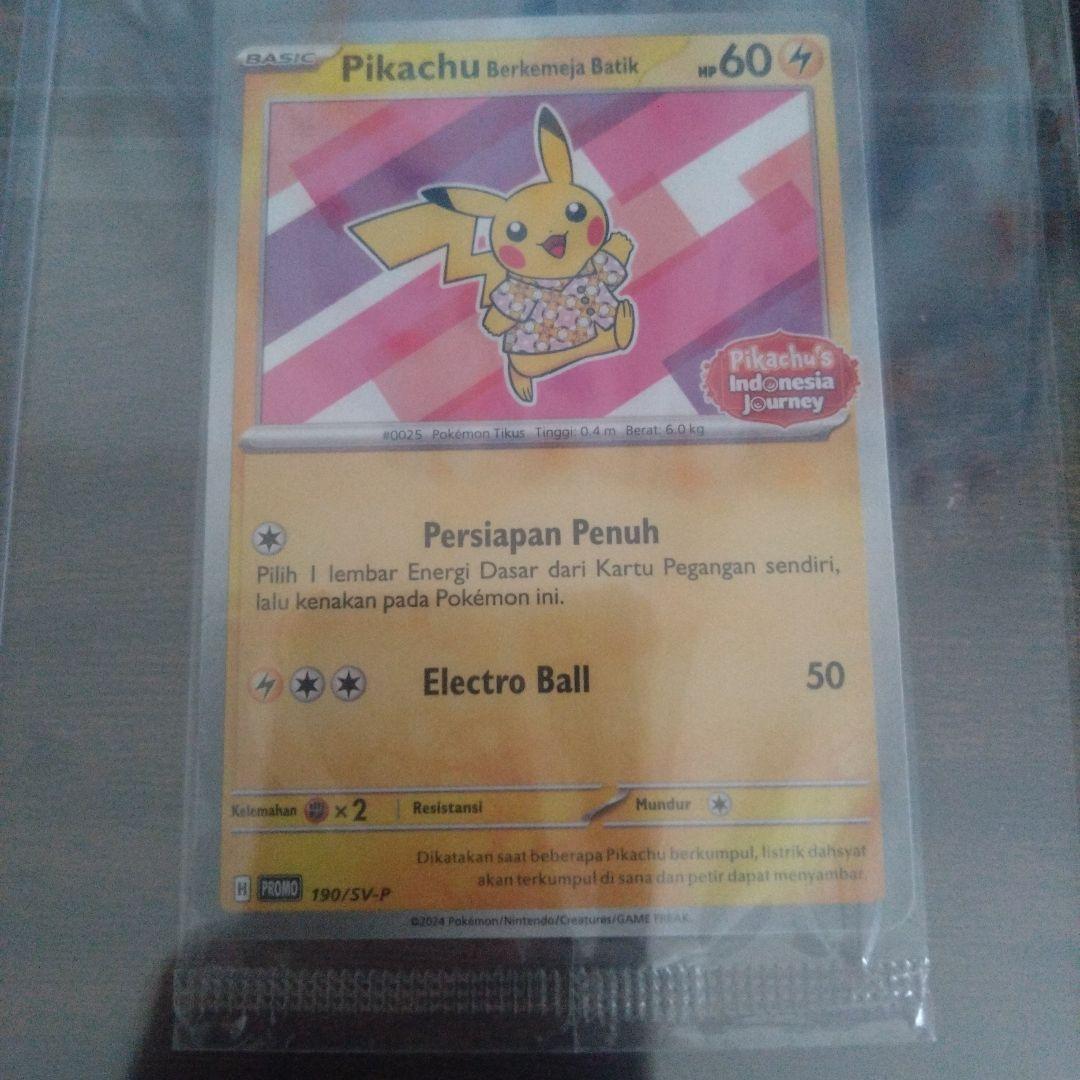 BASIC
Pikachu Berkemeja Batik HP 60
Pikachu's
Indonesia
Journey
#0025 Pokémon Tikus Tinggi: 0.4 m Berat: 6.0 kg
Persiapan Penuh
Pilih 1 lembar Energi Dasar dari Kartu Pegangan sendiri,
lalu kenakan pada Pokémon ini.
Electro Ball 50
Kelemahan ×2 Resistansi Mundur
Dikatakan saat beberapa Pikachu berkumpul, listrik dahsyat
akan terkumpul di sana dan petir dapat menyambar.
H PROMO 190/SV-P
©2024 Pokémon/Nintendo/Creatures/GAME FREAK.